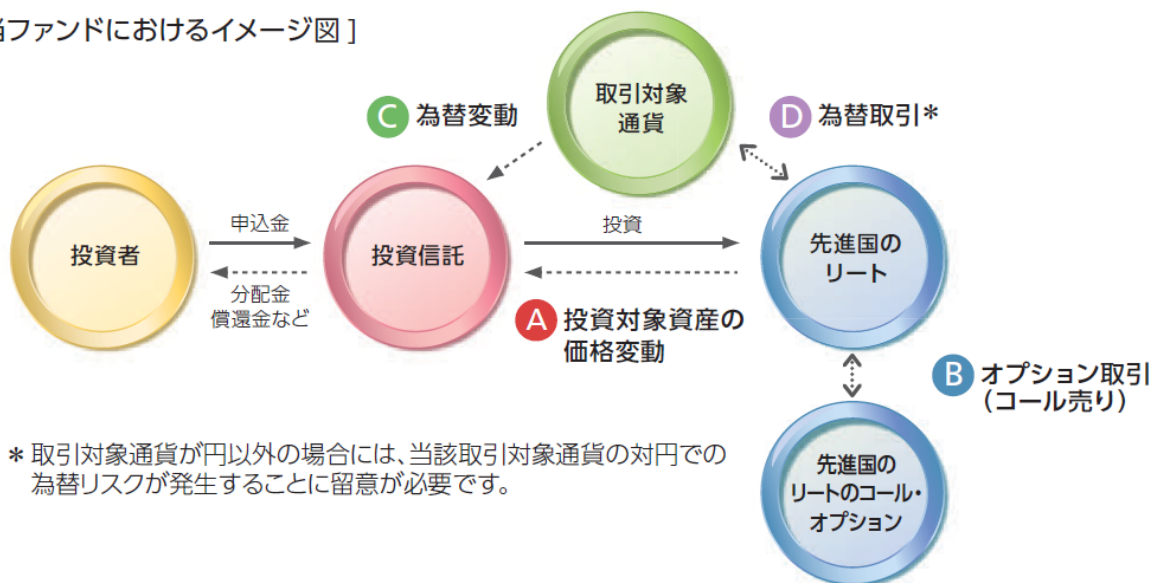 当ファンドにおけるイメージ図 ]
取引対象
通貨
C 為替変動
D 為替取引*
投資者
申込金
分配金
償還金など
投資信託
投資
先進国の
リート
A 投資対象資産の
価格変動
B オプション取引
(コール売り)
先進国の
リートのコール・
オプション
* 取引対象通貨が円以外の場合には、当該取引対象通貨の対円での
為替リスクが発生することに留意が必要です。